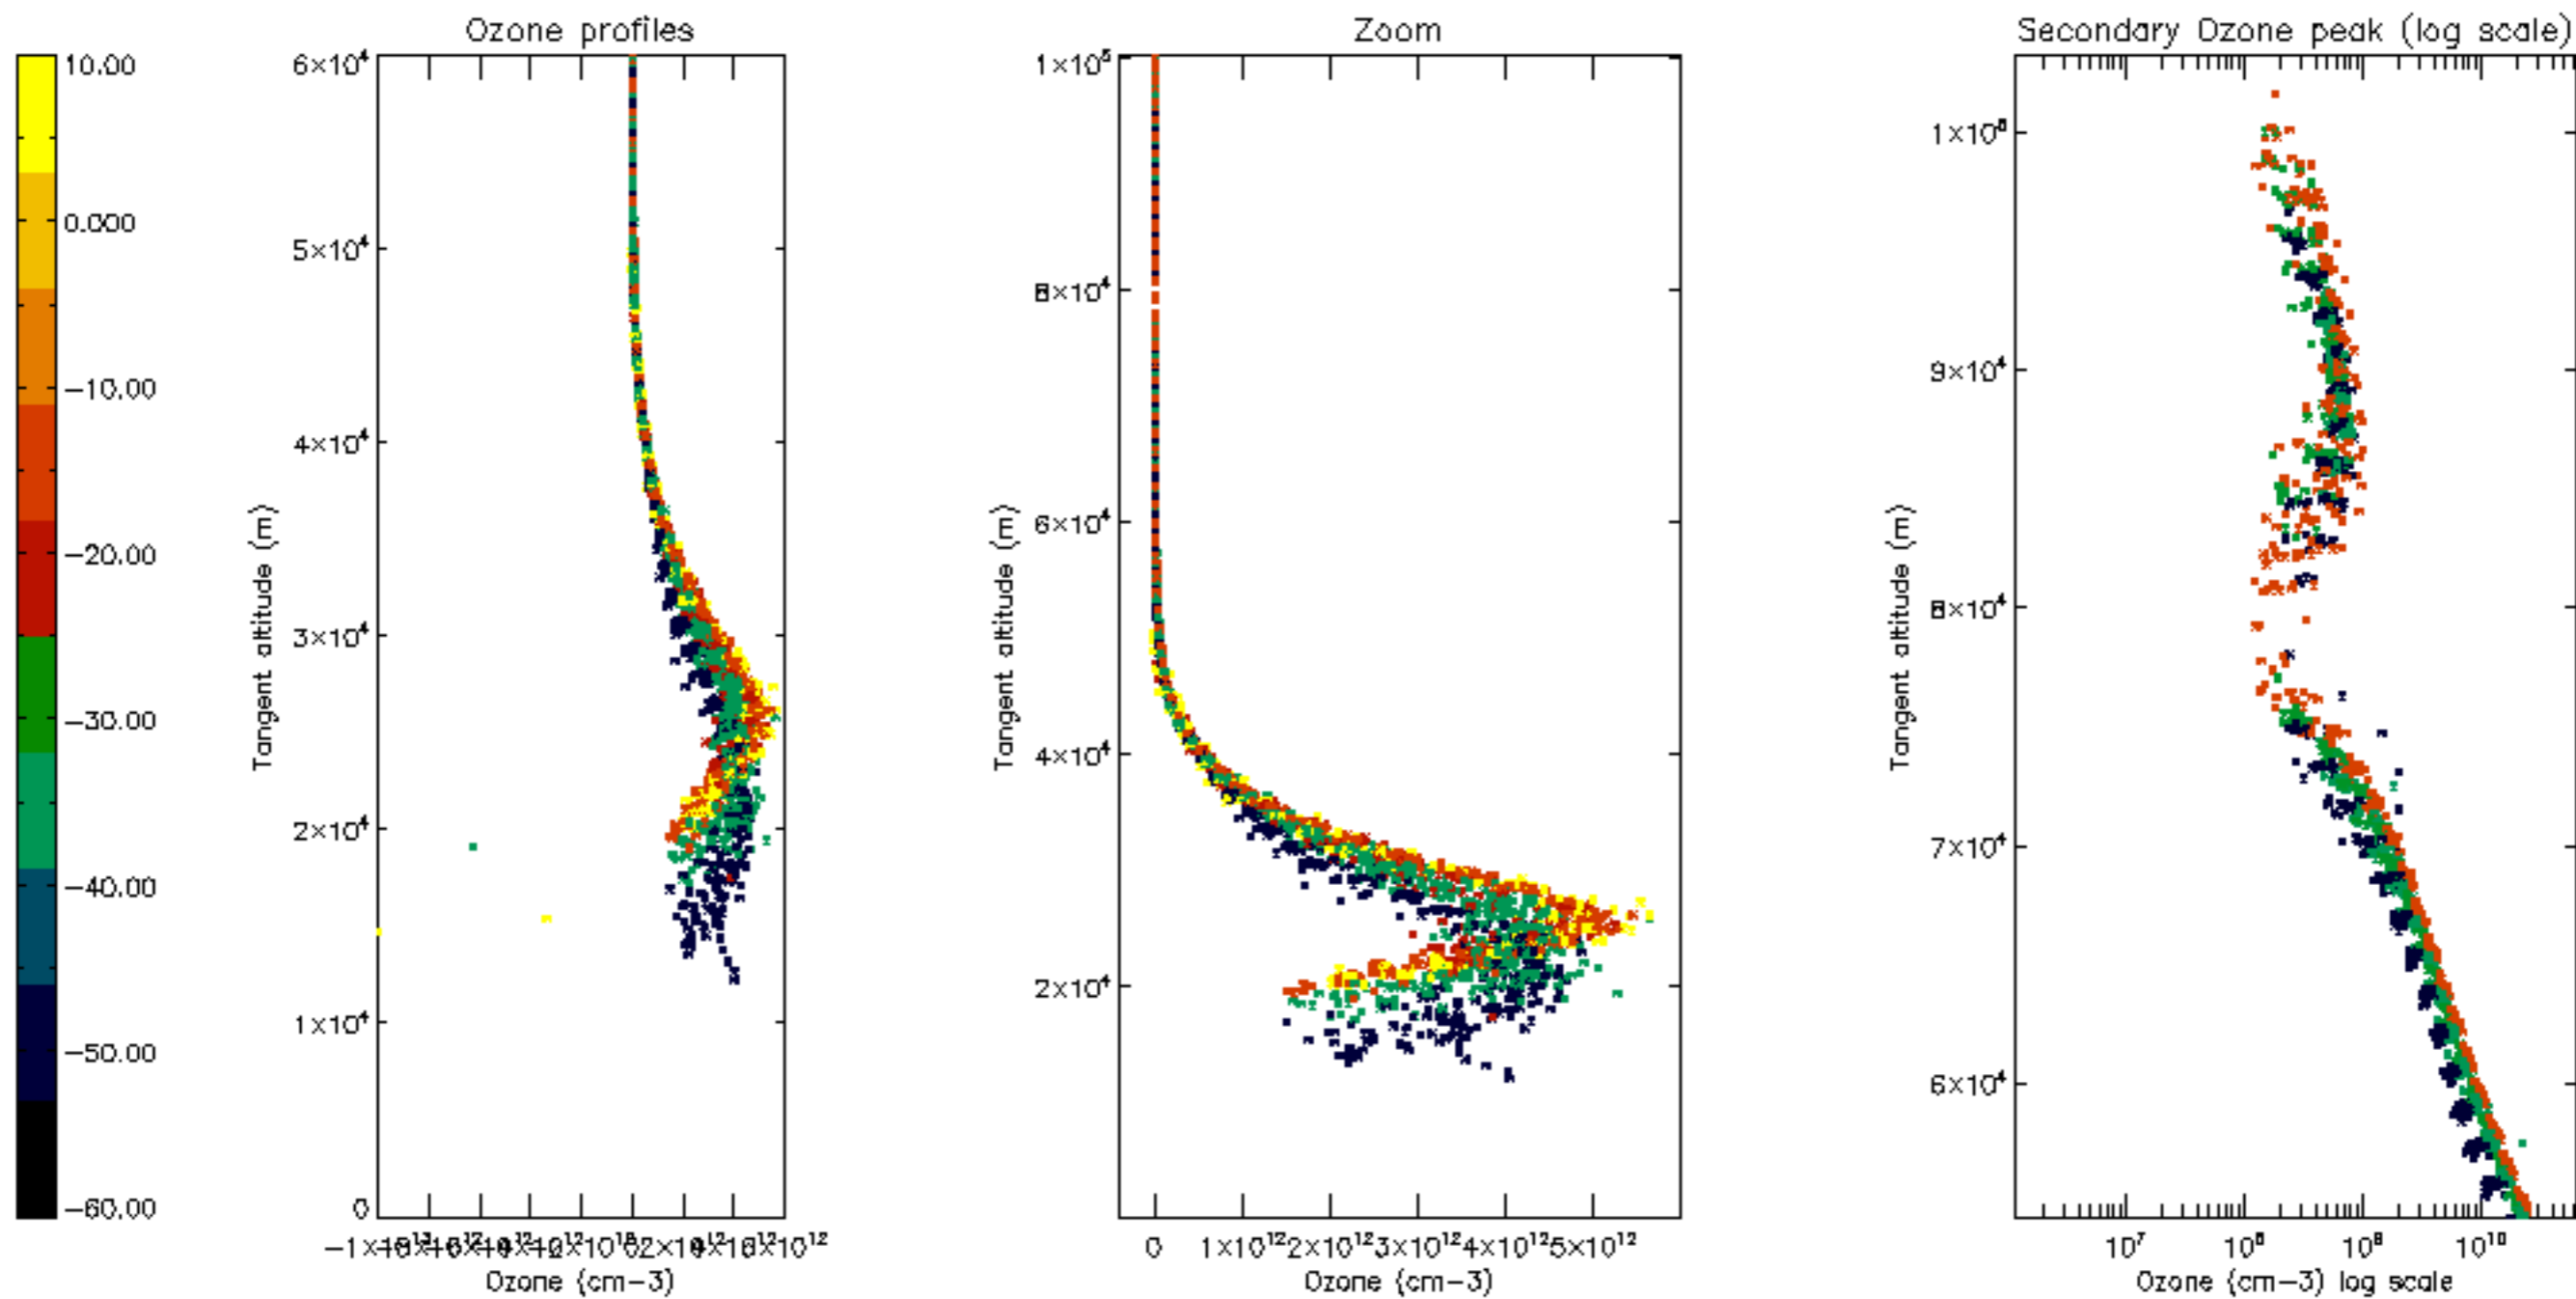 Ozone profiles
Zoom
Secondary Ozone peak (log scale)
10.00
0.000
−10.00
−20.00
−30.00
−40.00
−50.00
−60.00
6×10⁴
5×10⁴
4×10⁴
3×10⁴
2×10⁴
1×10⁴
0
Tangent altitude (m)
Ozone (cm−3)
1×10⁵
8×10⁴
6×10⁴
4×10⁴
2×10⁴
Tangent altitude (m)
0 1×10¹² 2×10¹² 3×10¹² 4×10¹² 5×10¹²
Ozone (cm−3)
9×10⁴
8×10⁴
7×10⁴
6×10⁴
Tangent altitude (m)
10⁷ 10⁸ 10⁹ 10¹⁰
Ozone (cm−3) log scale